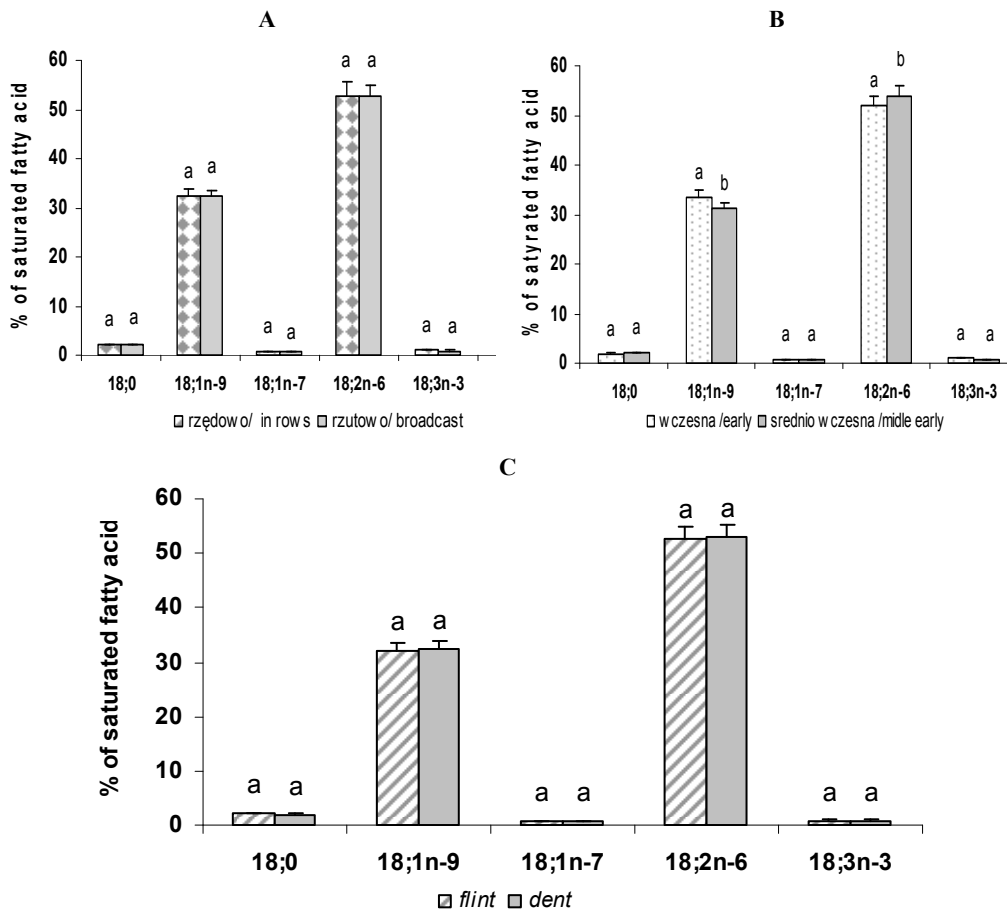 A
% of saturated fatty acid
60
50
40
30
20
10
0
a a
a a
a a
a a
a a
18;0 18;1n-9 18;1n-7 18;2n-6 18;3n-3
rzędowo/ in rows rzutowo/ broadcast
B
% of satyrated fatty acid
60
50
40
30
20
10
0
a a
a b
a a
a b
a a
18;0 18;1n-9 18;1n-7 18;2n-6 18;3n-3
wczesna /early średnio wczesna /midle early
C
% of saturated fatty acid
60
50
40
30
20
10
0
a a
a a
a a
a a
a a
18;0 18;1n-9 18;1n-7 18;2n-6 18;3n-3
flint dent